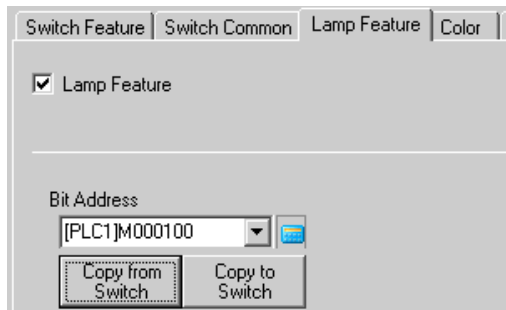 Switch Feature Switch Common Lamp Feature Color
Lamp Feature
Bit Address
[PLC1]M000100
Copy from Switch Copy to Switch